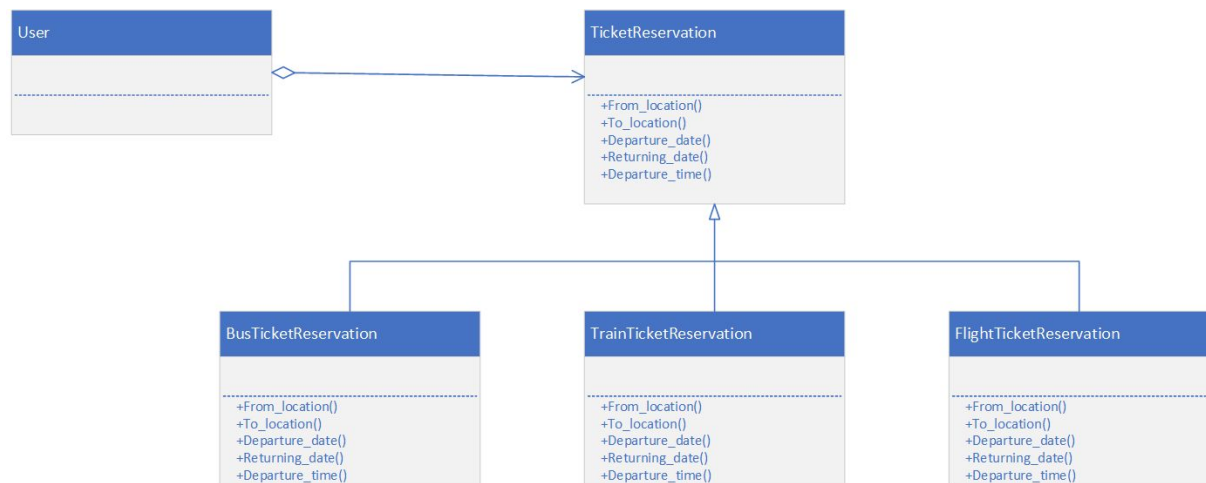 User
TicketReservation
+From_location()
+To_location()
+Departure_date()
+Returning_date()
+Departure_time()
BusTicketReservation
+From_location()
+To_location()
+Departure_date()
+Returning_date()
+Departure_time()
TrainTicketReservation
+From_location()
+To_location()
+Departure_date()
+Returning_date()
+Departure_time()
FlightTicketReservation
+From_location()
+To_location()
+Departure_date()
+Returning_date()
+Departure_time()